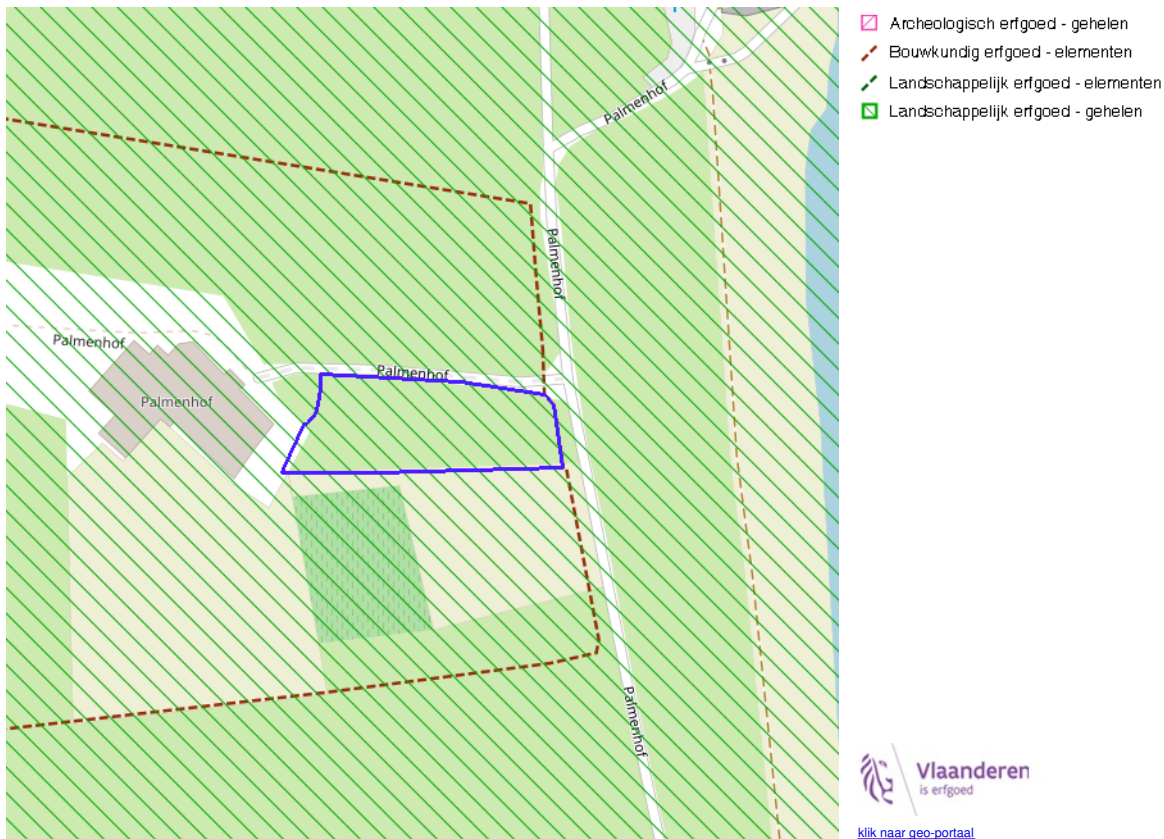 Palmenhof
Palmenhof
Palmenhof
Palmenhof
Palmenhof
Palmenhof
Archeologisch erfgoed - gehelen
Bouwkundig erfgoed - elementen
Landschappelijk erfgoed - elementen
Landschappelijk erfgoed - gehelen
Vlaanderen
is erfgoed
klik naar geo-portaal